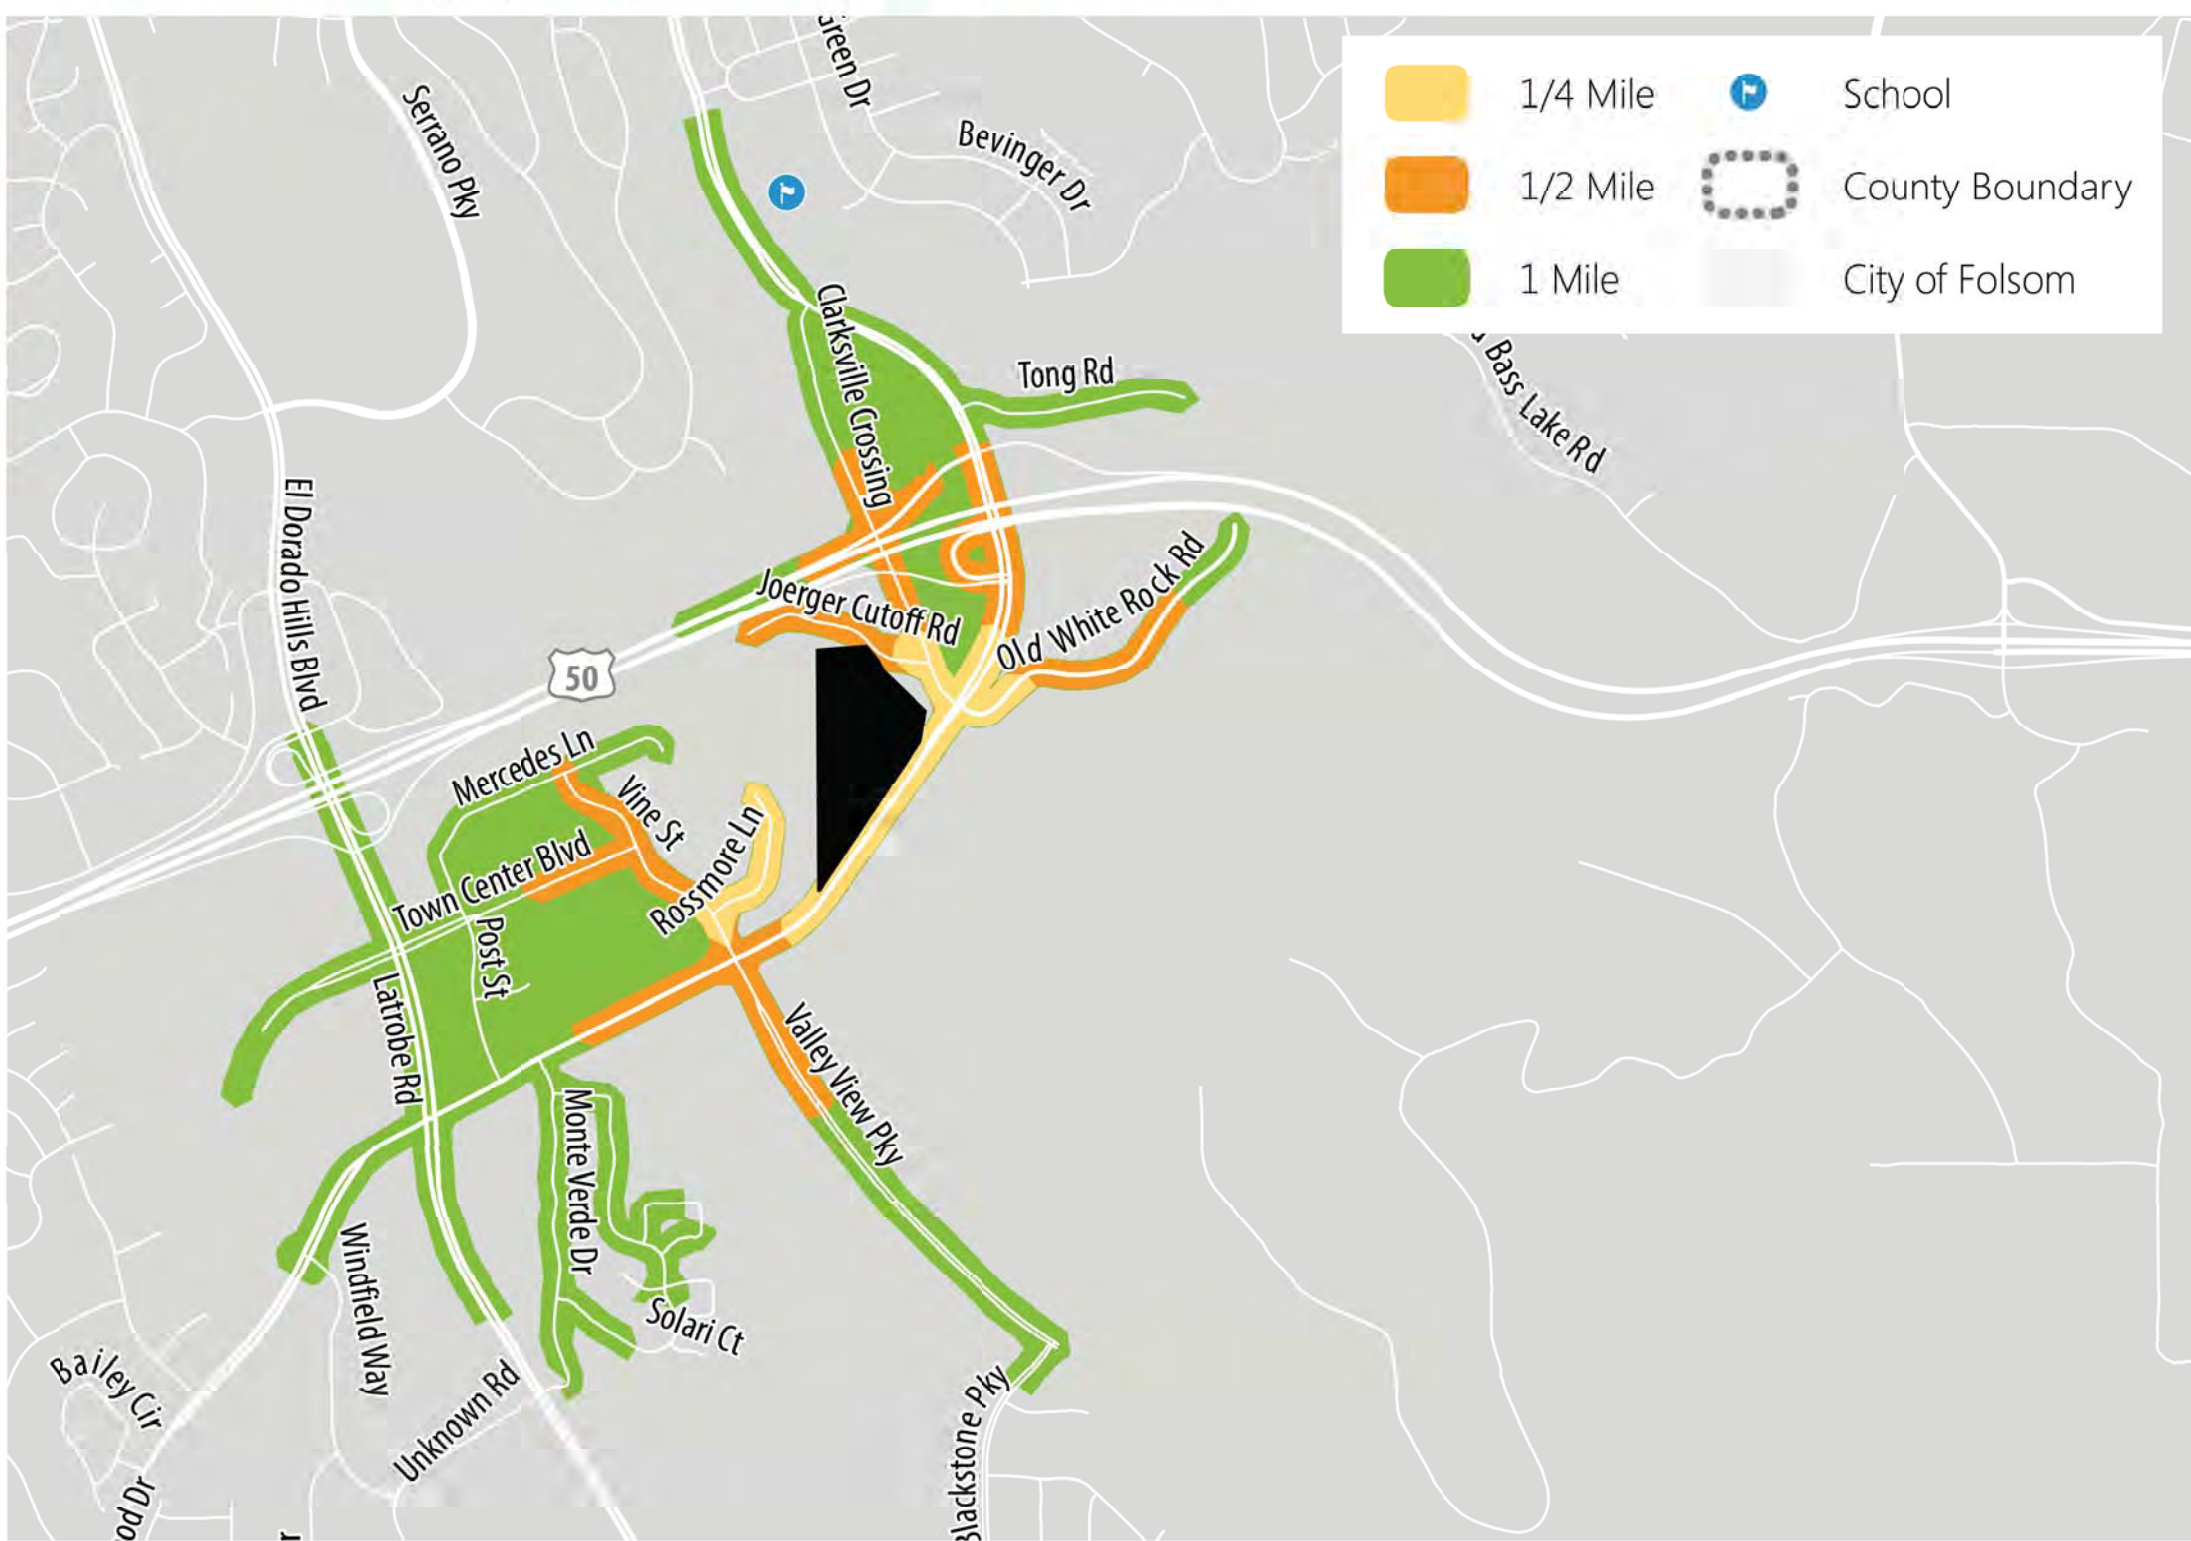 Green Dr
Serrano Pky
Bevinger Dr
1/4 Mile
School
1/2 Mile
County Boundary
1 Mile
City of Folsom
Clarksville Crossing
Tong Rd
Bass Lake Rd
El Dorado Hills Blvd
Joerger Cutoff Rd
Old White Rock Rd
50
Mercedes Ln
Vine St
Rossmore Ln
Town Center Blvd
Post St
Latrobe Rd
Valley View Pky
Monte Verde Dr
Windfield Way
Solari Ct
Bailey Cir
Unknown Rd
Blackstone Pky